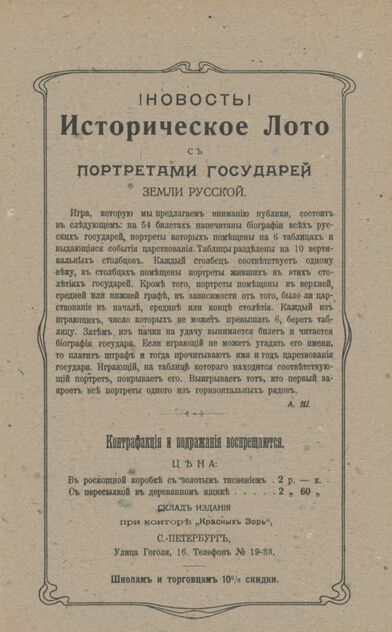 !НОВОСТЬ!
Историческое Лото
СЪ
ПОРТРЕТАМИ ГОСУДАРЕЙ
ЗЕМЛИ РУССКОЙ.
Игра, которую мы предлагаемъ вниманію публики, состоитъ
въ слѣдующемъ: на 54 билетахъ напечатаны біографіи всѣхъ ру-
скихъ государей, портреты которыхъ помѣщены на 6 таблицахъ и
выдающіяся событія царствованія. Таблицы раздѣлены на 10 верти-
кальныхъ столбцовъ. Каждый столбецъ соотвѣтствуетъ одному
вѣку, въ столбцахъ помѣщены портреты жившихъ въ этихъ сто-
лѣтіяхъ государей. Кромѣ того, портреты помѣщены въ верхней,
средней или нижней графѣ, въ зависимости отъ того, было ли цар-
ствованіе въ началѣ, срединѣ или концѣ столѣтія. Каждый изъ
играющихъ, число которыхъ не можетъ превышать 6, беретъ таб-
лицу. Затѣмъ изъ пачки на удачу вынимается билетъ и читается
біографія государя. Если играющій не можетъ угадать его имени,
то платитъ штрафъ и тогда прочитываютъ имя и годъ царствованія
государя. Играющій, на таблицѣ котораго находится соотвѣтствую-
щій портретъ, покрываетъ его. Выигрываетъ тотъ, кто первый за-
кроетъ всѣ портреты одного изъ горизонтальныхъ рядовъ.
А. Ш.
Контрафакція и подражанія воспрещаются.
ЦѢНА:
Въ роскошной коробкѣ съ золотымъ тисненіемъ . 2 р. — к.
Съ пересылкой въ деревянномъ ящикѣ . . . . . 2 „ 60 „
СКЛАДЪ ИЗДАНІЯ
при конторѣ „Красныхъ Зорь“,
С.-ПЕТЕРБУРГЪ,
Улица Гоголя, 16. Телефонъ № 19-33.
Школамъ и торговцамъ 10% скидки.